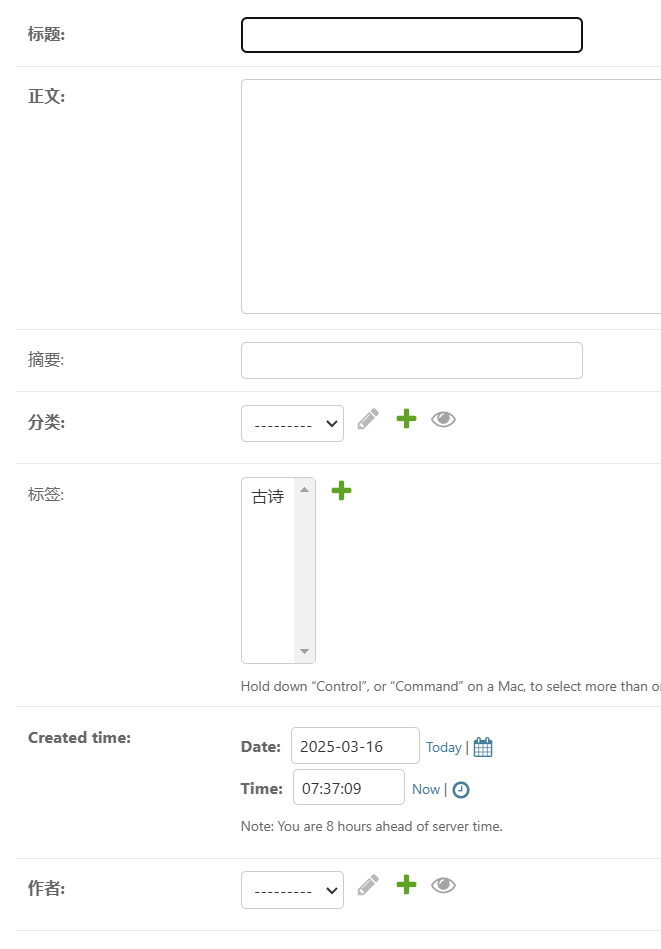 标题:
正文:
摘要:
分类: ---------
标签: 古诗
Hold down “Control”, or “Command” on a Mac, to select more than
Created time: Date: 2025-03-16 Today |
Time: 07:37:09 Now |
Note: You are 8 hours ahead of server time.
作者: ---------